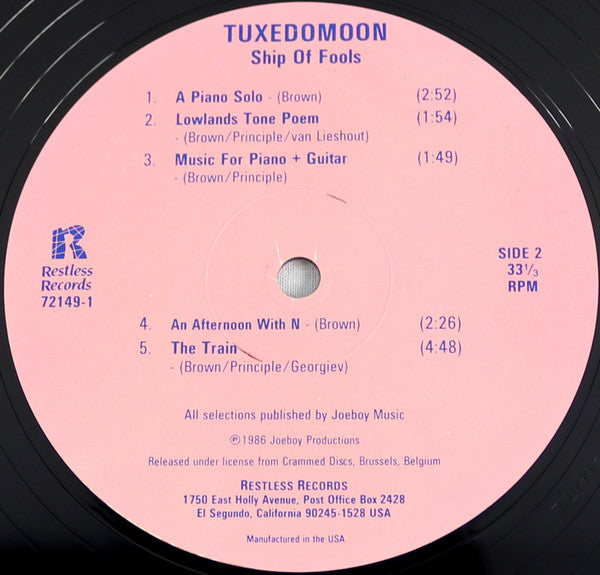 TUXEDOMOON
Ship Of Fools
1. A Piano Solo - (Brown) (2:52)
2. Lowlands Tone Poem (1:54)
- (Brown/Principle/van Lieshout)
3. Music For Piano + Guitar (1:49)
- (Brown/Principle)
R
Restless
Records
72149-1
SIDE 2
33 1/3
RPM
4. An Afternoon With N - (Brown) (2:26)
5. The Train (4:48)
- (Brown/Principle/Georgiev)
All selections published by Joeboy Music
℗1986 Joeboy Productions
Released under license from Crammed Discs, Brussels, Belgium
RESTLESS RECORDS
1750 East Holly Avenue, Post Office Box 2428
El Segundo, California 90245-1528 USA
Manufactured in the USA